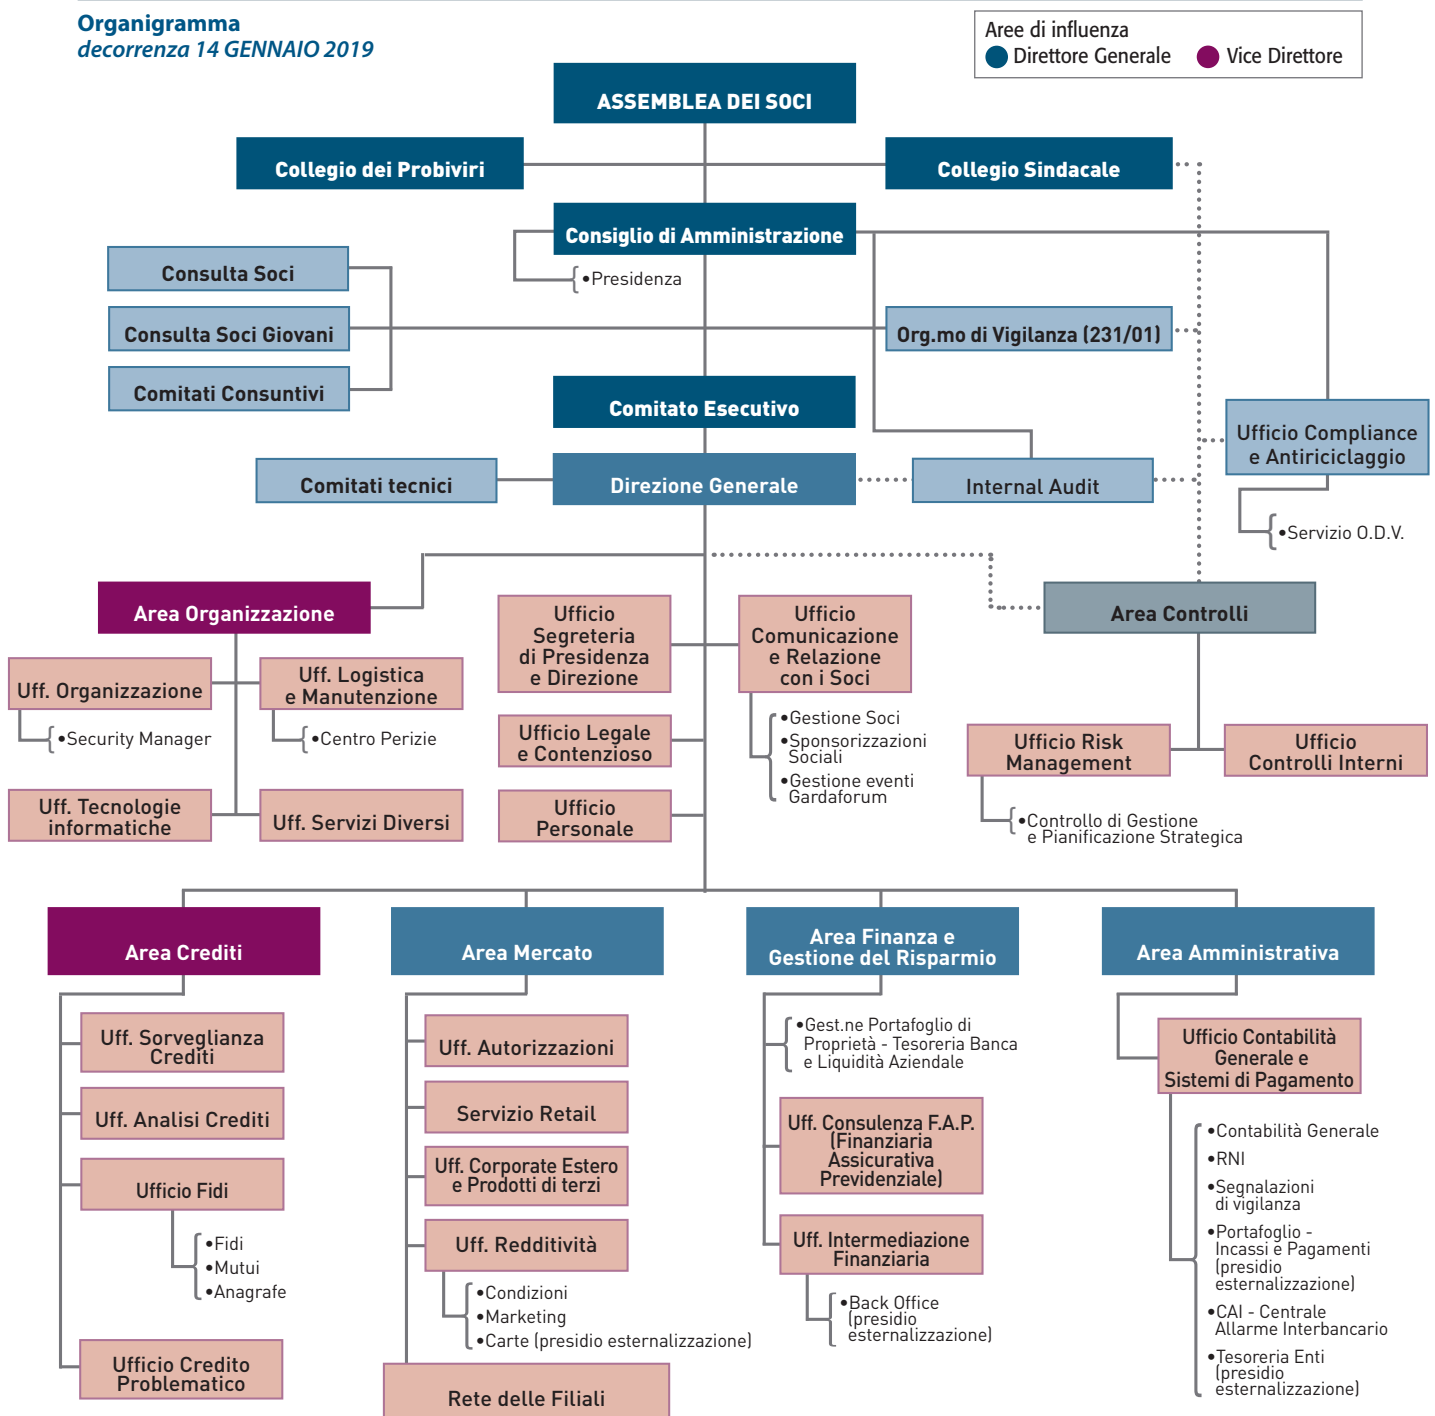 Organigramma
decorrenza 14 GENNAIO 2019
Aree di influenza
Direttore Generale
Vice Direttore
ASSEMBLEA DEI SOCI
Collegio dei Probiviri
Collegio Sindacale
Consiglio di Amministrazione
•Presidenza
Consulta Soci
Consulta Soci Giovani
Org.mo di Vigilanza (231/01)
Comitati Consuntivi
Comitato Esecutivo
Ufficio Compliance
e Antiriciclaggio
Comitati tecnici
Direzione Generale
Internal Audit
•Servizio O.D.V.
Area Organizzazione
Uff. Organizzazione
•Security Manager
Uff. Logistica
e Manutenzione
•Centro Perizie
Uff. Tecnologie
informatiche
Uff. Servizi Diversi
Ufficio
Segreteria
di Presidenza
e Direzione
Ufficio
Comunicazione
e Relazione
con i Soci
•Gestione Soci
•Sponsorizzazioni
Sociali
•Gestione eventi
Gardaforum
Ufficio Legale
e Contenzioso
Ufficio
Personale
Area Controlli
Ufficio Risk
Management
•Controllo di Gestione
e Pianificazione Strategica
Ufficio
Controlli Interni
Area Crediti
Uff. Sorveglianza
Crediti
Uff. Analisi Crediti
Ufficio Fidi
•Fidi
•Mutui
•Anagrafe
Ufficio Credito
Problematico
Area Mercato
Uff. Autorizzazioni
Servizio Retail
Uff. Corporate Estero
e Prodotti di terzi
Uff. Redditività
•Condizioni
•Marketing
•Carte (presidio esternalizzazione)
Rete delle Filiali
Area Finanza e
Gestione del Risparmio
•Gest.ne Portafoglio di
Proprietà - Tesoreria Banca
e Liquidità Aziendale
Uff. Consulenza F.A.P.
(Finanziaria
Assicurativa
Previdenziale)
Uff. Intermediazione
Finanziaria
•Back Office
(presidio
esternalizzazione)
Area Amministrativa
Ufficio Contabilità
Generale e
Sistemi di Pagamento
•Contabilità Generale
•RNI
•Segnalazioni
di vigilanza
•Portafoglio -
Incassi e Pagamenti
(presidio
esternalizzazione)
•CAI - Centrale
Allarme Interbancario
•Tesoreria Enti
(presidio
esternalizzazione)